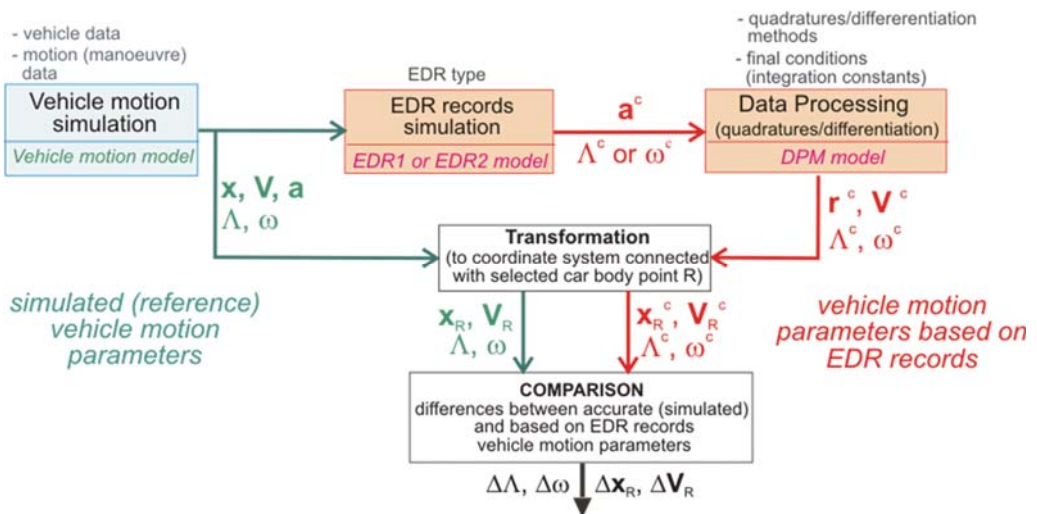 - vehicle data
- motion (manoeuvre)
data
Vehicle motion
simulation
Vehicle motion model
EDR type
EDR records
simulation
EDR1 or EDR2 model
a^c
Λ^c or ω^c
- quadratures/differerentiation
methods
- final conditions
(integration constants)
Data Processing
(quadratures/differentiation)
DPM model
x, V, a
Λ, ω
r^c, V^c
Λ^c, ω^c
Transformation
(to coordinate system connected
with selected car body point R)
simulated (reference)
vehicle motion
parameters
x_R, V_R
Λ, ω
x_R^c, V_R^c
Λ^c, ω^c
vehicle motion
parameters based on
EDR records
COMPARISON
differences between accurate (simulated)
and based on EDR records
vehicle motion parameters
ΔΛ, Δω
Δx_R, ΔV_R